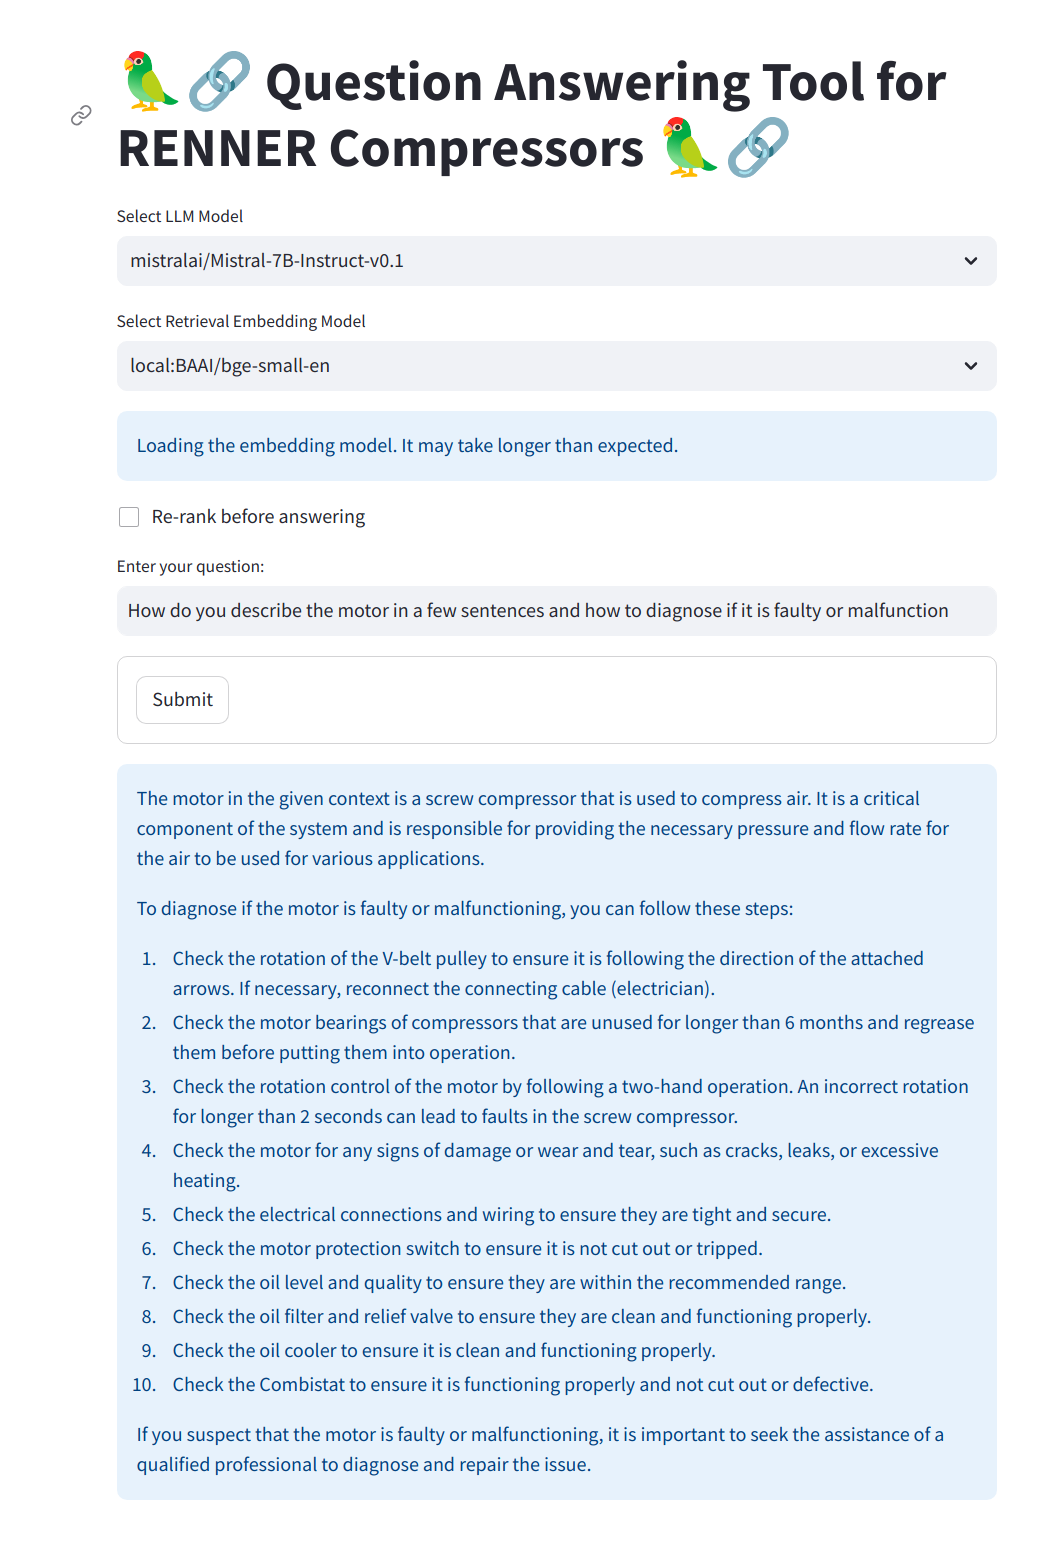 🦜🔗 Question Answering Tool for
RENNER Compressors 🦜🔗
Select LLM Model
mistralai/Mistral-7B-Instruct-v0.1
Select Retrieval Embedding Model
local:BAAI/bge-small-en
Loading the embedding model. It may take longer than expected.
Re-rank before answering
Enter your question:
How do you describe the motor in a few sentences and how to diagnose if it is faulty or malfunction
Submit
The motor in the given context is a screw compressor that is used to compress air. It is a critical
component of the system and is responsible for providing the necessary pressure and flow rate for
the air to be used for various applications.
To diagnose if the motor is faulty or malfunctioning, you can follow these steps:
1. Check the rotation of the V-belt pulley to ensure it is following the direction of the attached
arrows. If necessary, reconnect the connecting cable (electrician).
2. Check the motor bearings of compressors that are unused for longer than 6 months and regrease
them before putting them into operation.
3. Check the rotation control of the motor by following a two-hand operation. An incorrect rotation
for longer than 2 seconds can lead to faults in the screw compressor.
4. Check the motor for any signs of damage or wear and tear, such as cracks, leaks, or excessive
heating.
5. Check the electrical connections and wiring to ensure they are tight and secure.
6. Check the motor protection switch to ensure it is not cut out or tripped.
7. Check the oil level and quality to ensure they are within the recommended range.
8. Check the oil filter and relief valve to ensure they are clean and functioning properly.
9. Check the oil cooler to ensure it is clean and functioning properly.
10. Check the Combistat to ensure it is functioning properly and not cut out or defective.
If you suspect that the motor is faulty or malfunctioning, it is important to seek the assistance of a
qualified professional to diagnose and repair the issue.